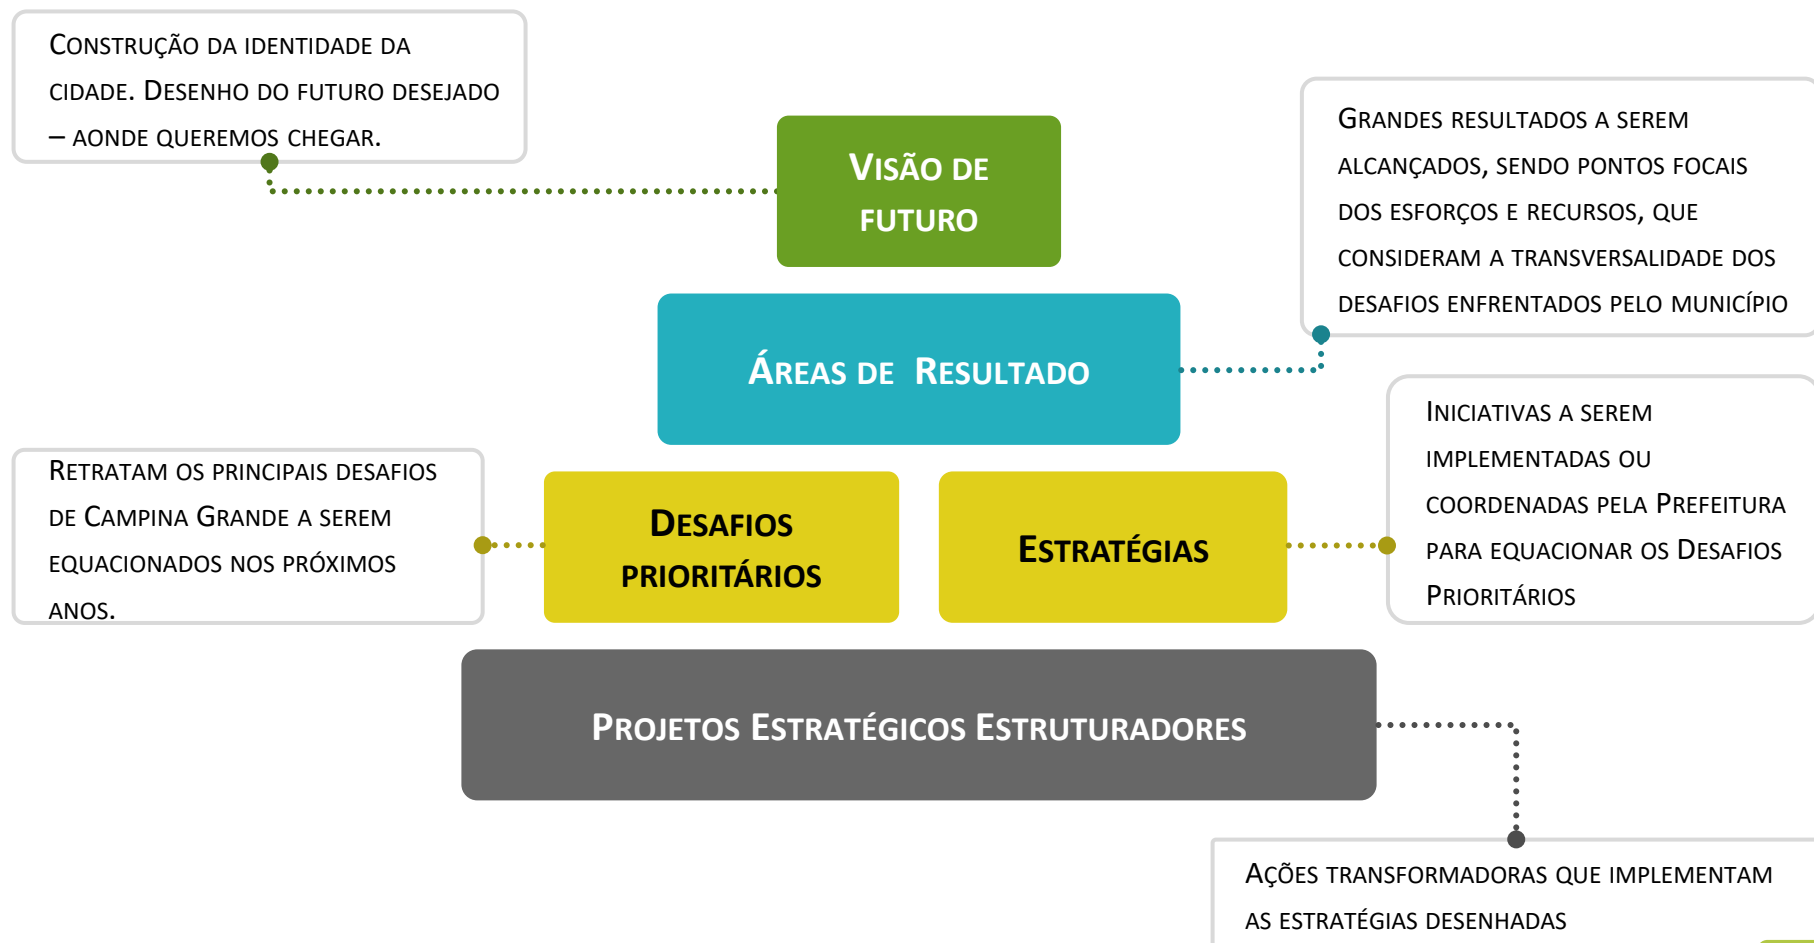 Construção da identidade da
cidade. Desenho do futuro desejado
– aonde queremos chegar.
Visão de
futuro
Grandes resultados a serem
alcançados, sendo pontos focais
dos esforços e recursos, que
consideram a transversalidade dos
desafios enfrentados pelo município
Áreas de Resultado
Retratam os principais desafios
de Campina Grande a serem
equacionados nos próximos
anos.
Desafios
prioritários
Estratégias
Iniciativas a serem
implementadas ou
coordenadas pela Prefeitura
para equacionar os Desafios
Prioritários
Projetos Estratégicos Estruturadores
Ações transformadoras que implementam
as estratégias desenhadas